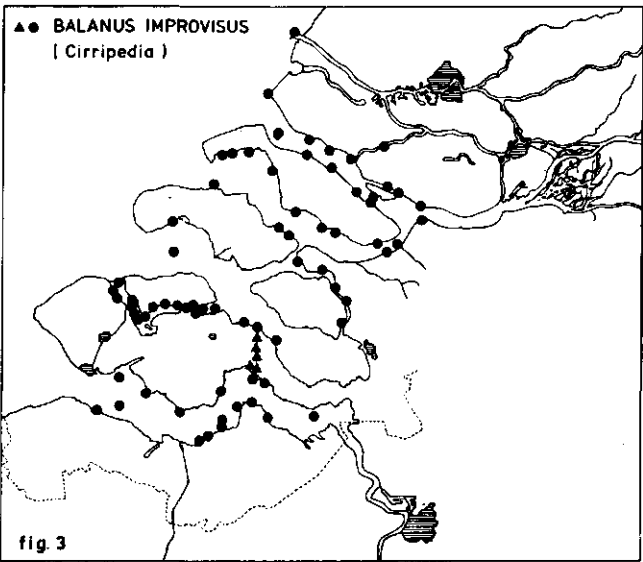 ▲● BALANUS IMPROVISUS
( Cirripedia )
fig. 3